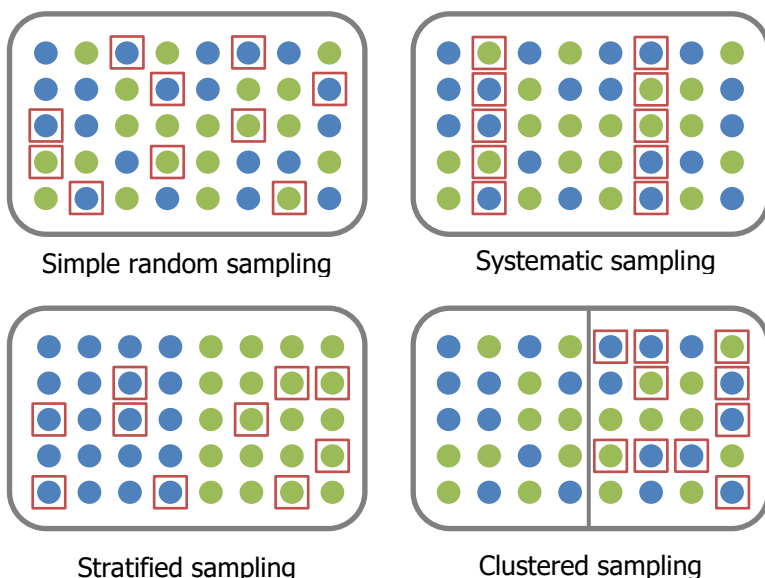 Simple random sampling
Systematic sampling
Stratified sampling
Clustered sampling